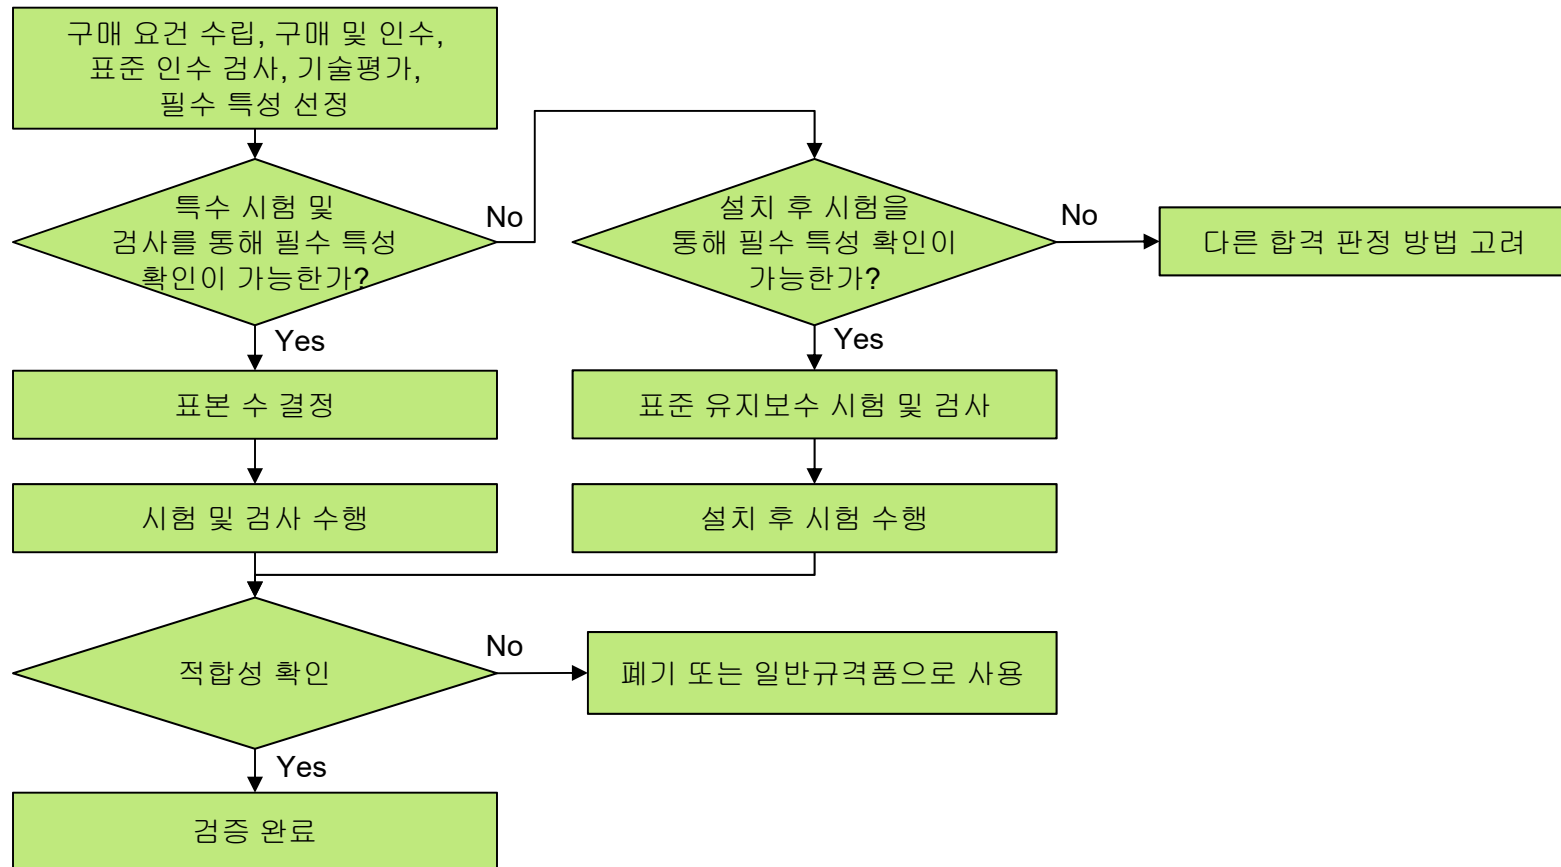 구매 요건 수립, 구매 및 인수,
표준 인수 검사, 기술평가,
필수 특성 선정
특수 시험 및
검사를 통해 필수 특성
확인이 가능한가?
No
설치 후 시험을
통해 필수 특성 확인이
가능한가?
No
다른 합격 판정 방법 고려
Yes
Yes
표본 수 결정
표준 유지보수 시험 및 검사
시험 및 검사 수행
설치 후 시험 수행
적합성 확인
No
폐기 또는 일반규격품으로 사용
Yes
검증 완료